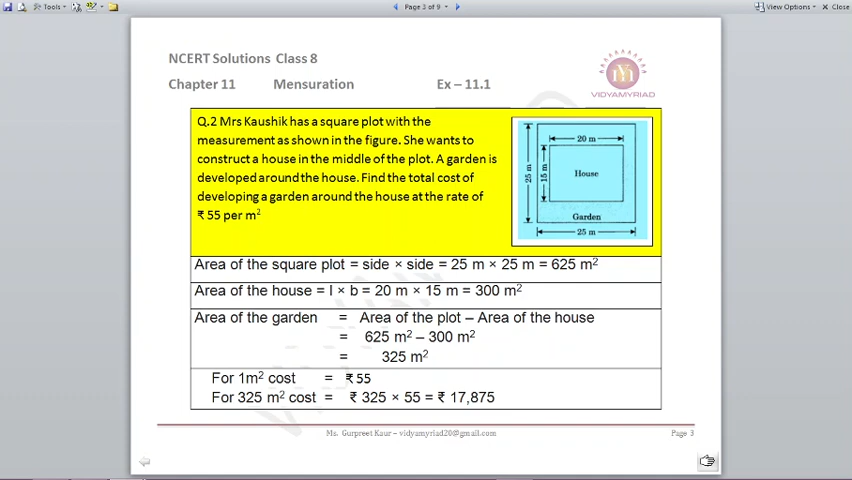 Tools
Page 3 of 9
View Options
Close
NCERT Solutions Class 8
Chapter 11 Mensuration Ex – 11.1
VIDYAMYRIAD
Q.2 Mrs Kaushik has a square plot with the
measurement as shown in the figure. She wants to
construct a house in the middle of the plot. A garden is
developed around the house. Find the total cost of
developing a garden around the house at the rate of
₹ 55 per m²
20 m
25 m
15 m
House
Garden
25 m
Area of the square plot = side × side = 25 m × 25 m = 625 m²
Area of the house = l × b = 20 m × 15 m = 300 m²
Area of the garden = Area of the plot – Area of the house
= 625 m² – 300 m²
= 325 m²
For 1m² cost = ₹ 55
For 325 m² cost = ₹ 325 × 55 = ₹ 17,875
Ms. Gurpreet Kaur – vidyamyriad20@gmail.com
Page 3